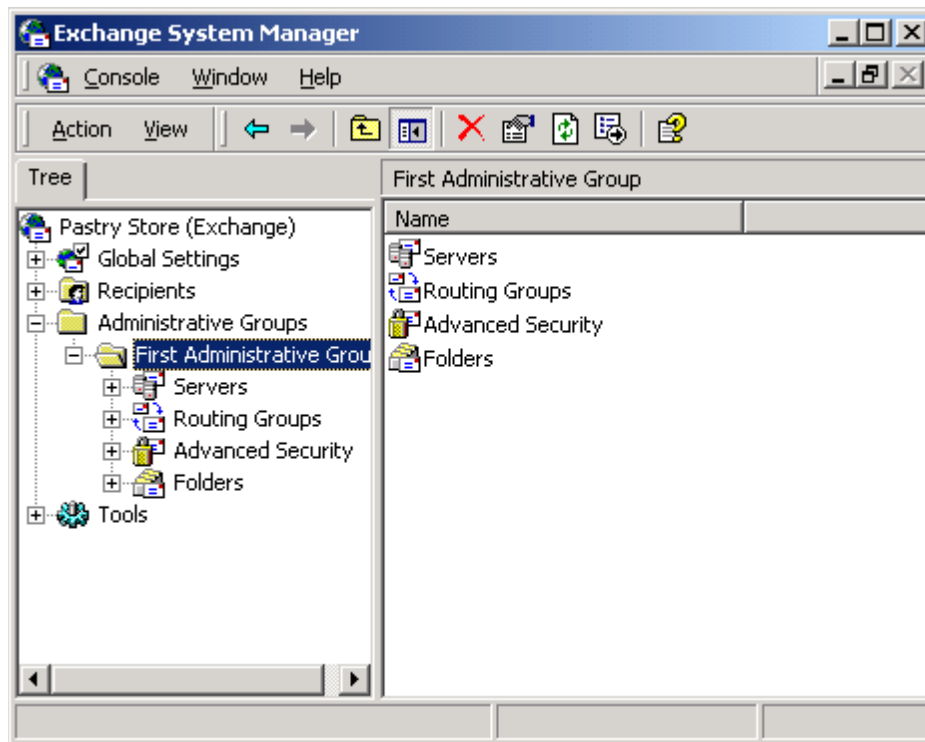 Exchange System Manager
Console Window Help
Action View
Tree
First Administrative Group
Pastry Store (Exchange)
Global Settings
Recipients
Administrative Groups
First Administrative Grou
Servers
Routing Groups
Advanced Security
Folders
Tools
Name
Servers
Routing Groups
Advanced Security
Folders